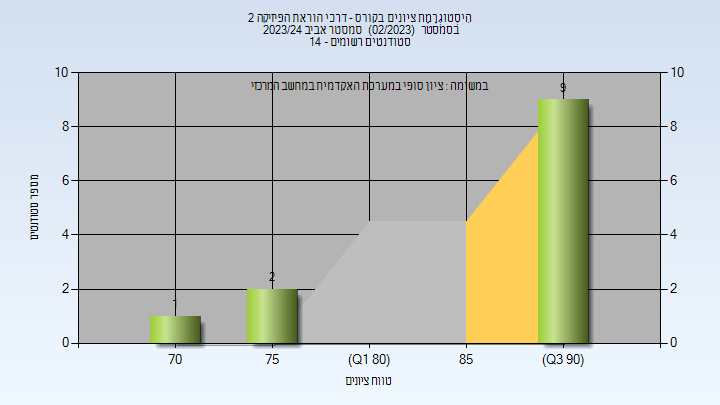 היסטוגרמת ציונים בקורס - דרכי הוראת הפיזיקה 2
בסמסטר (02/2023) סמסטר אביב 2023/24
סטודנטים רשומים - 14
במשימה : ציון סופי במערכת האקדמית במחשב המרכזי
10 10
8 8
6 6
4 4
2 2
0 0
9
2
1
מספר סטודנטים
70 75 (Q1 80) 85 (Q3 90)
טווח ציונים